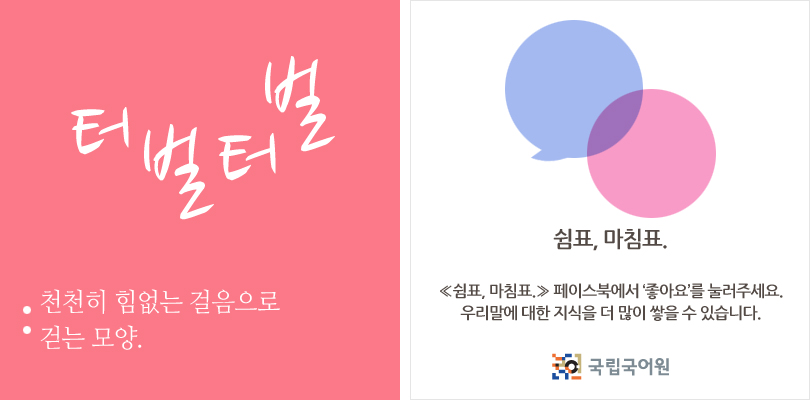 터벌터벌
: 천천히 힘없는 걸음으로
걷는 모양.
쉼표, 마침표.
≪쉼표, 마침표.≫ 페이스북에서 ‘좋아요’를 눌러주세요.
우리말에 대한 지식을 더 많이 쌓을 수 있습니다.
국립국어원